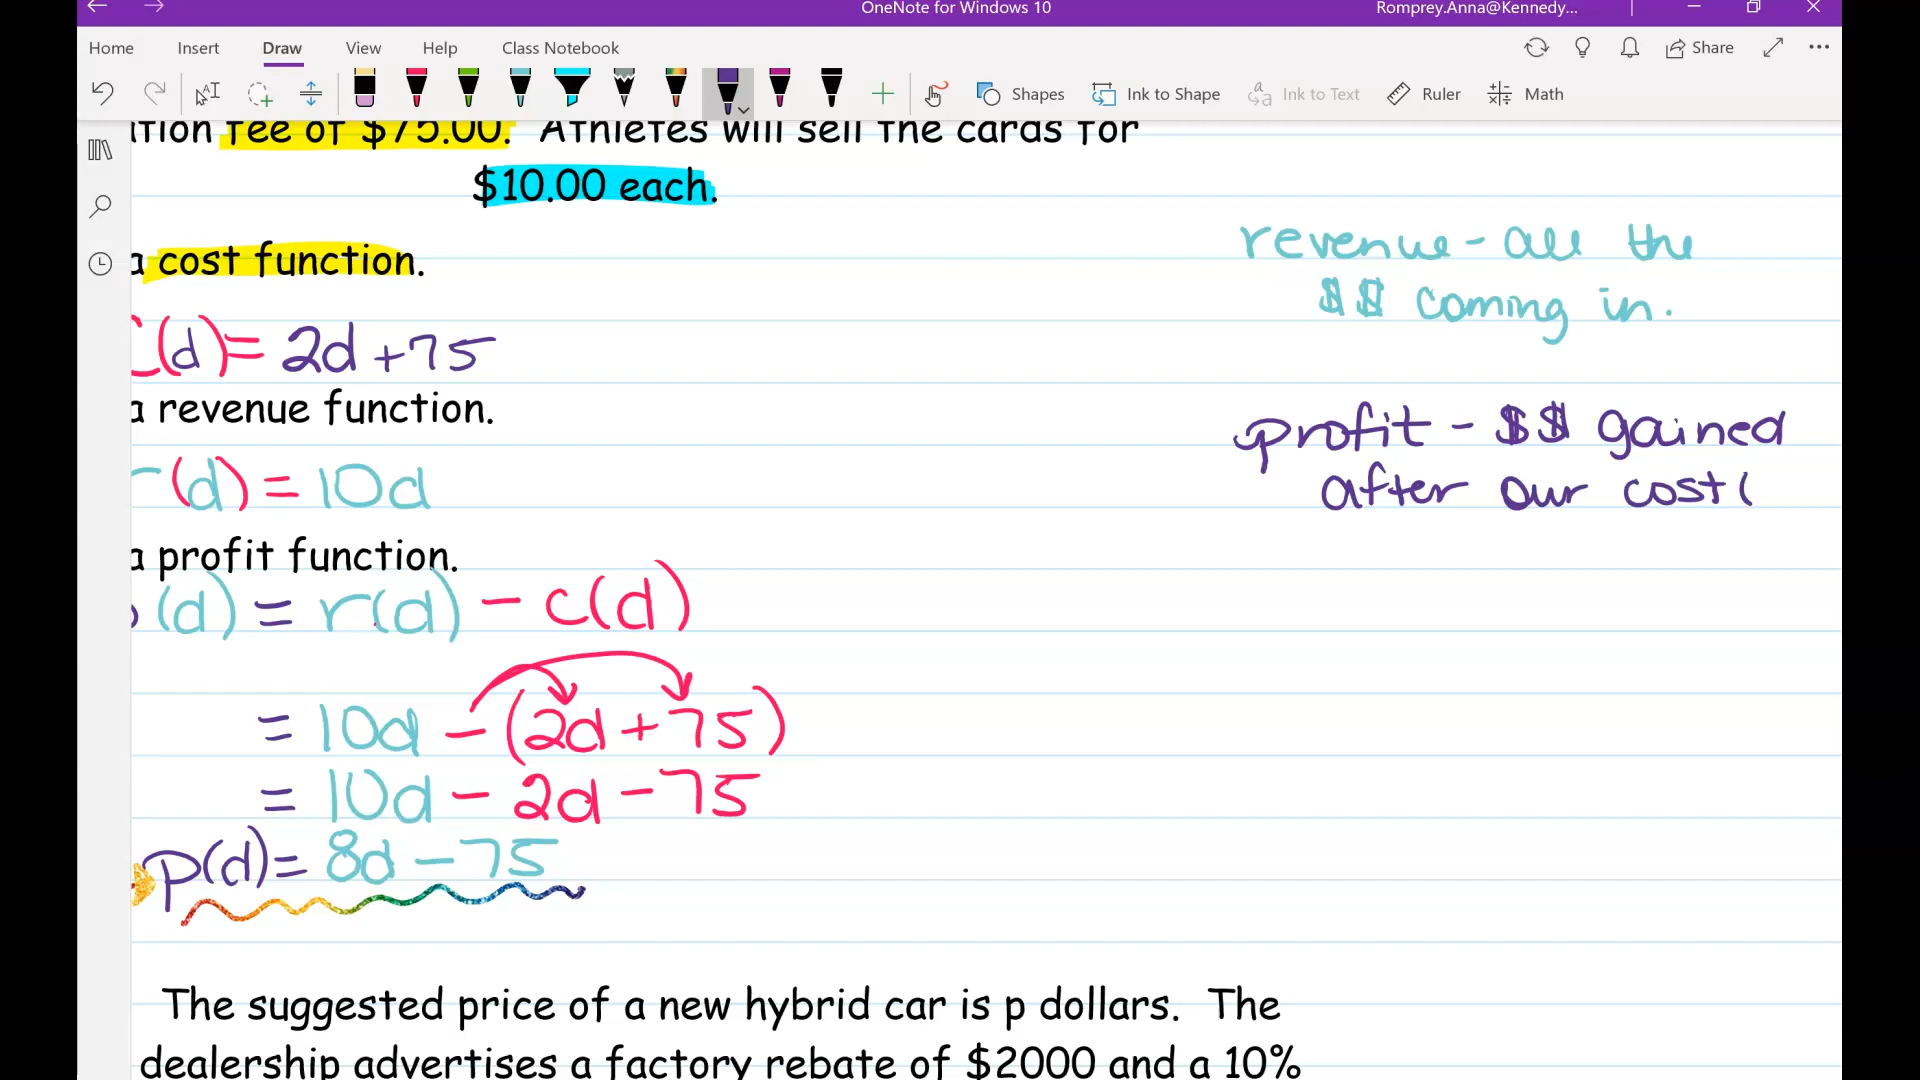 OneNote for Windows 10
Romprey.Anna@Kennedy...
Home Insert Draw View Help Class Notebook
Share
Shapes Ink to Shape Ink to Text Ruler Math
ation fee of $75.00. Athletes will sell the cards for
$10.00 each.
a cost function.
C(d) = 2d + 75
a revenue function.
r(d) = 10d
a profit function.
p(d) = r(d) - c(d)
= 10d - (2d + 75)
= 10d - 2d - 75
p(d) = 8d - 75
revenue - all the
$$ coming in.
profit - $$ gained
after our cost(
The suggested price of a new hybrid car is p dollars. The
dealership advertises a factory rebate of $2000 and a 10%